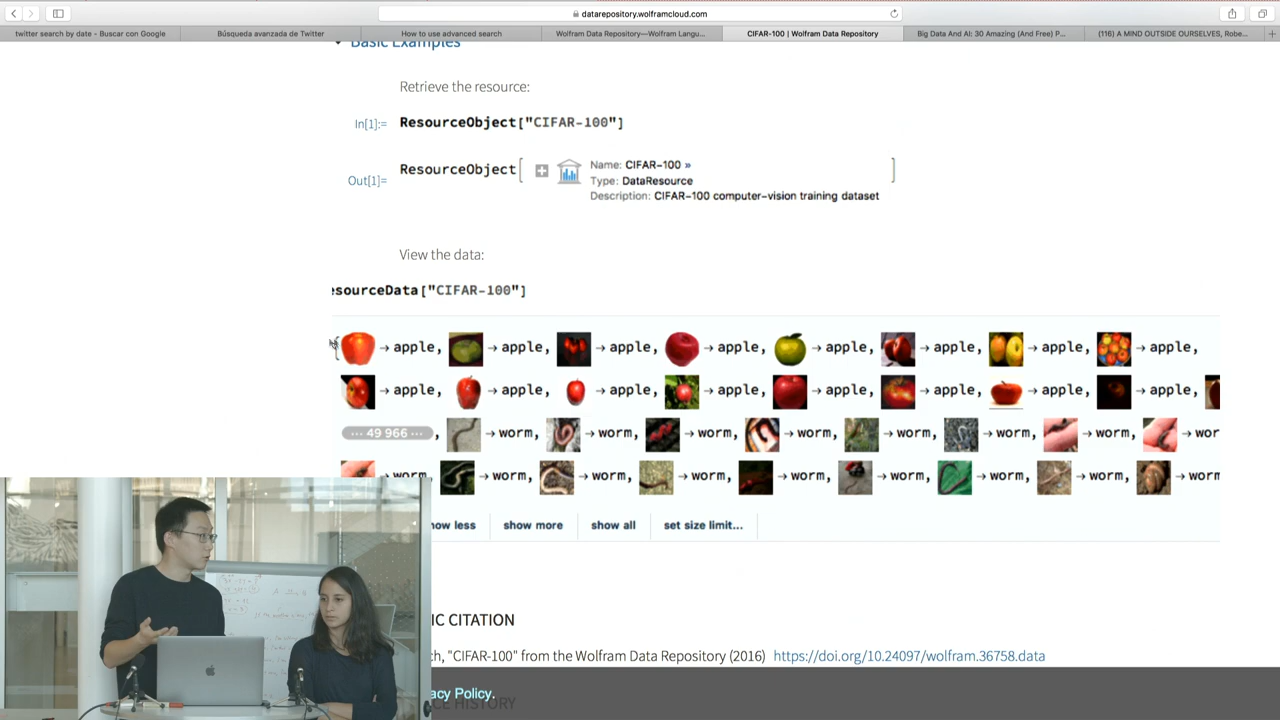 datarepository.wolframcloud.com
twitter search by date - Buscar con Google
Búsqueda avanzada de Twitter
How to use advanced search
Wolfram Data Repository—Wolfram Langu...
CIFAR-100 | Wolfram Data Repository
Big Data And AI: 30 Amazing (And Free) P...
(116) A MIND OUTSIDE OURSELVES, Robe...
Basic Examples
Retrieve the resource:
In[1]:= ResourceObject["CIFAR-100"]
Out[1]= ResourceObject[
Name: CIFAR-100 »
Type: DataResource
Description: CIFAR-100 computer-vision training dataset
]
View the data:
esourceData["CIFAR-100"]
{ → apple, → apple, → apple, → apple, → apple, → apple, → apple, → apple,
→ apple, → apple, → apple, → apple, → apple, → apple, → apple, → apple,
··· 49 966 ··· , → worm, → worm, → worm, → worm, → worm, → worm, → worm, → wor
→ worm, → worm, → worm, → worm, → worm, → worm, → worm, → worm, → worm
how less show more show all set size limit...
IC CITATION
ch, "CIFAR-100" from the Wolfram Data Repository (2016) https://doi.org/10.24097/wolfram.36758.data
acy Policy.
CE HISTORY